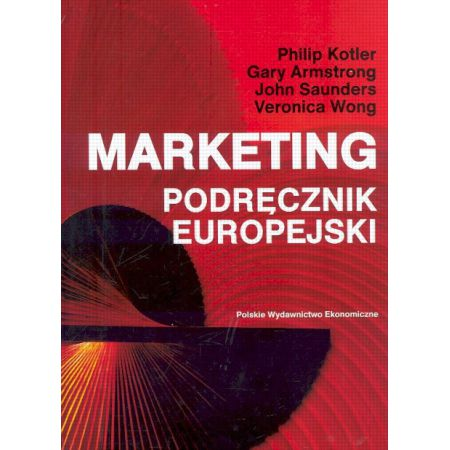 Philip Kotler
Gary Armstrong
John Saunders
Veronica Wong
MARKETING
PODRĘCZNIK
EUROPEJSKI
Polskie Wydawnictwo Ekonomiczne